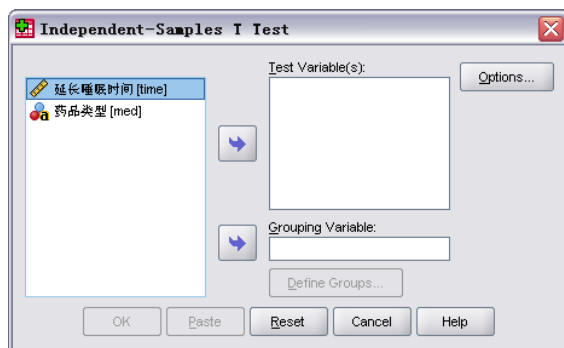 Independent-Samples T Test
延长睡眠时间 [time]
药品类型 [med]
Test Variable(s):
Options...
Grouping Variable:
Define Groups...
OK
Paste
Reset
Cancel
Help